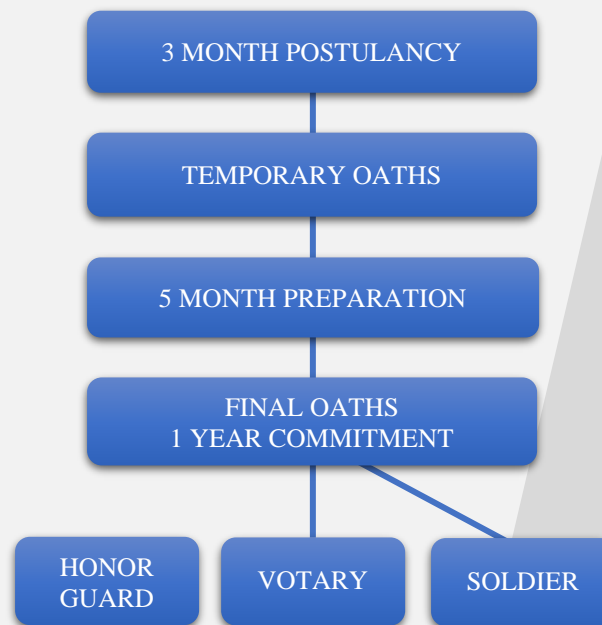 3 MONTH POSTULANCY
TEMPORARY OATHS
5 MONTH PREPARATION
FINAL OATHS
1 YEAR COMMITMENT
HONOR
GUARD
VOTARY
SOLDIER